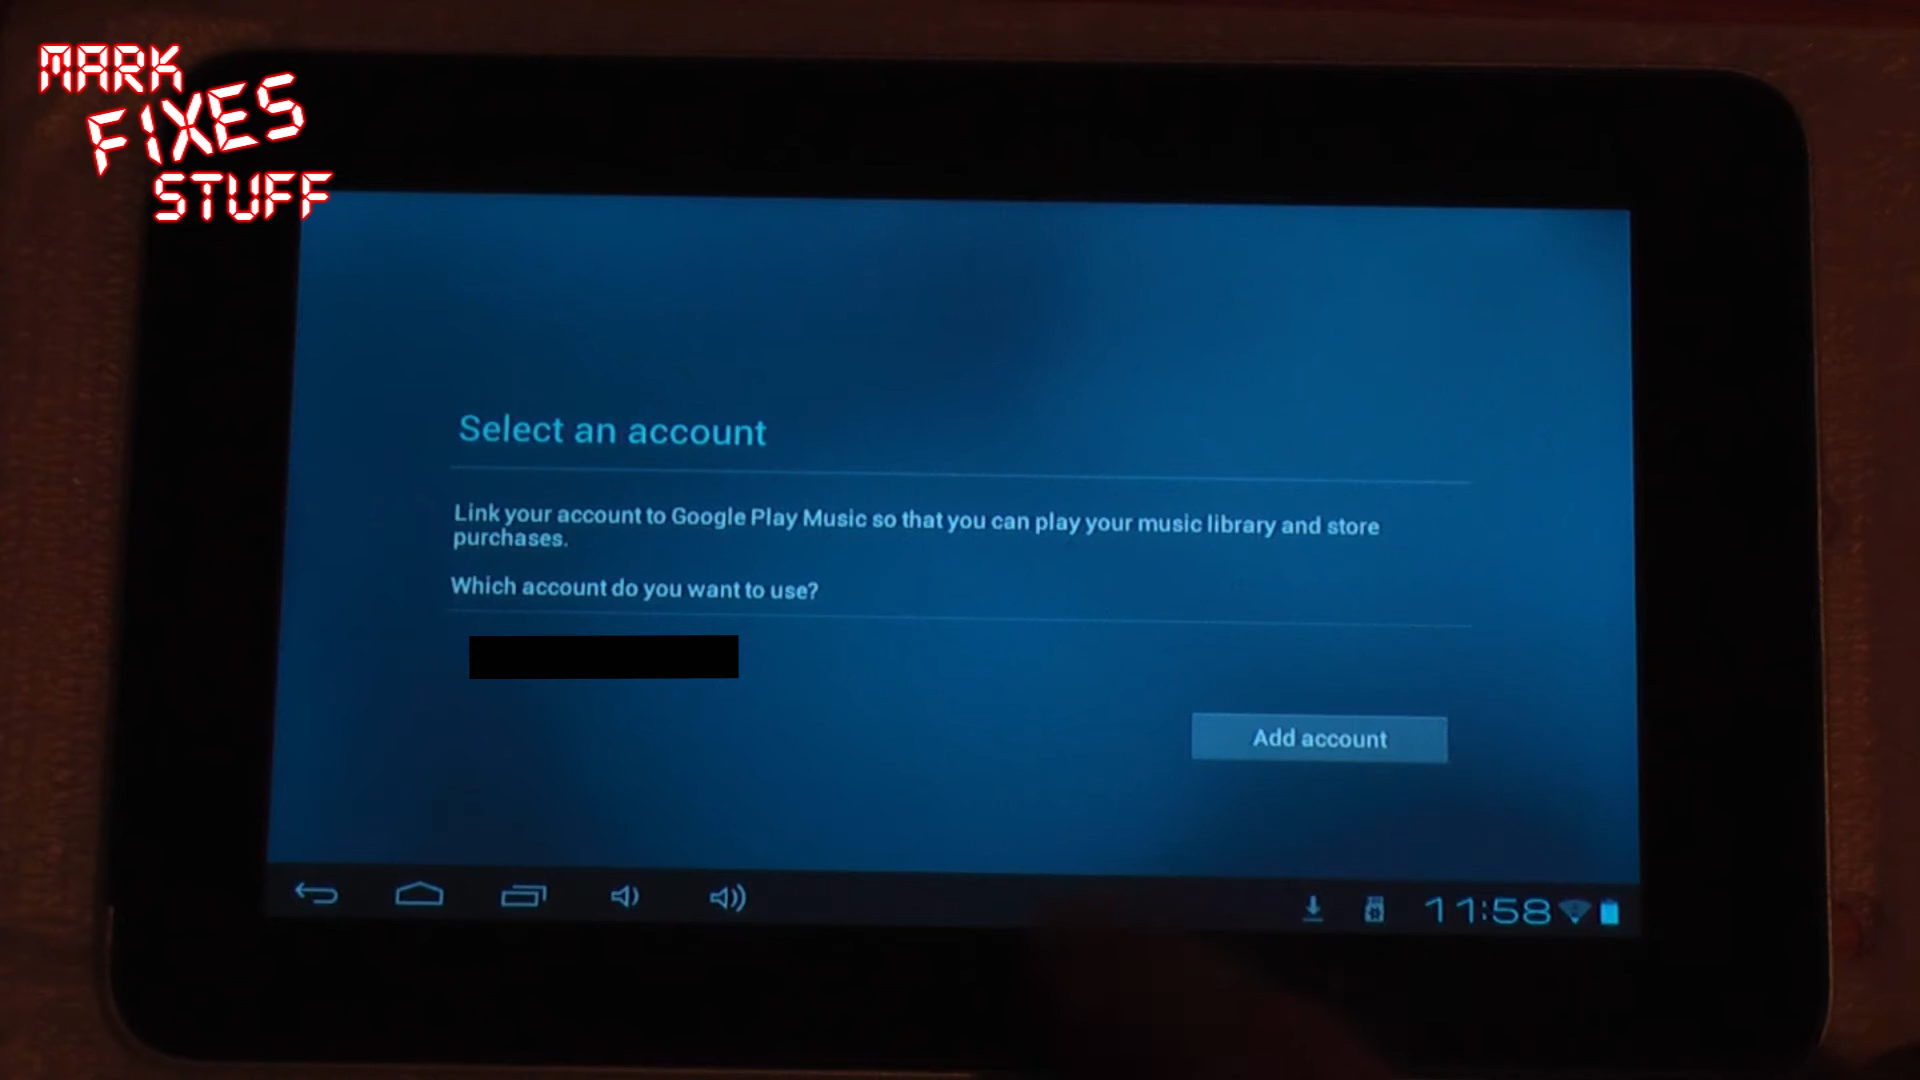 MARK
FIXES
STUFF
Select an account
Link your account to Google Play Music so that you can play your music library and store
purchases.
Which account do you want to use?
Add account
11:58